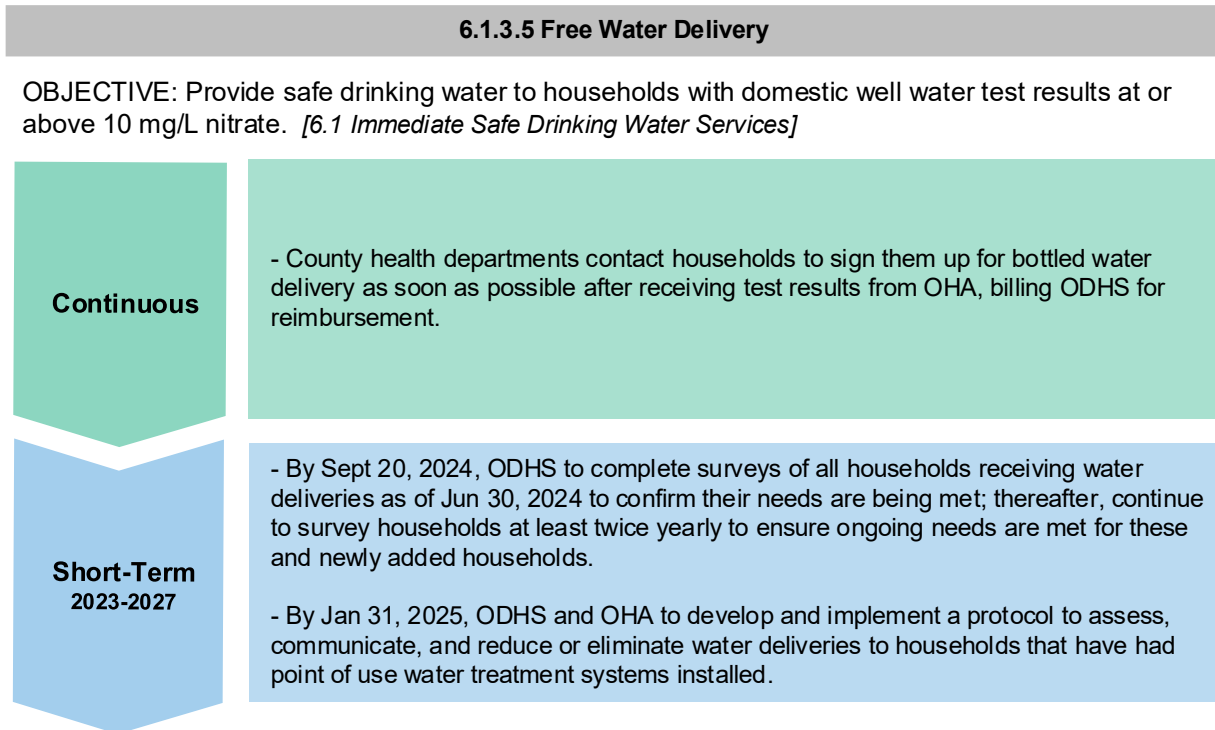 6.1.3.5 Free Water Delivery
OBJECTIVE: Provide safe drinking water to households with domestic well water test results at or
above 10 mg/L nitrate. [6.1 Immediate Safe Drinking Water Services]
Continuous
- County health departments contact households to sign them up for bottled water
delivery as soon as possible after receiving test results from OHA, billing ODHS for
reimbursement.
Short-Term
2023-2027
- By Sept 20, 2024, ODHS to complete surveys of all households receiving water
deliveries as of Jun 30, 2024 to confirm their needs are being met; thereafter, continue
to survey households at least twice yearly to ensure ongoing needs are met for these
and newly added households.
- By Jan 31, 2025, ODHS and OHA to develop and implement a protocol to assess,
communicate, and reduce or eliminate water deliveries to households that have had
point of use water treatment systems installed.